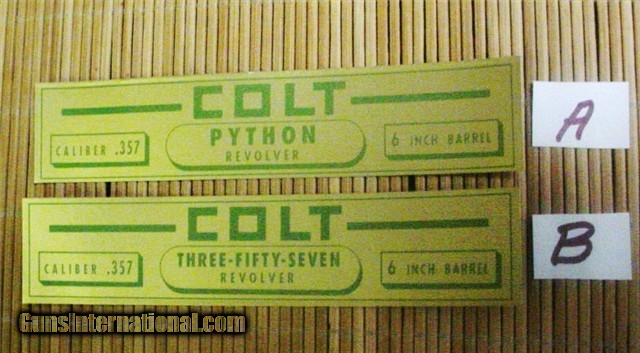 COLT
PYTHON
REVOLVER
CALIBER .357
6 INCH BARREL
A
COLT
THREE-FIFTY-SEVEN
REVOLVER
CALIBER .357
6 INCH BARREL
B
GunsInternational.com